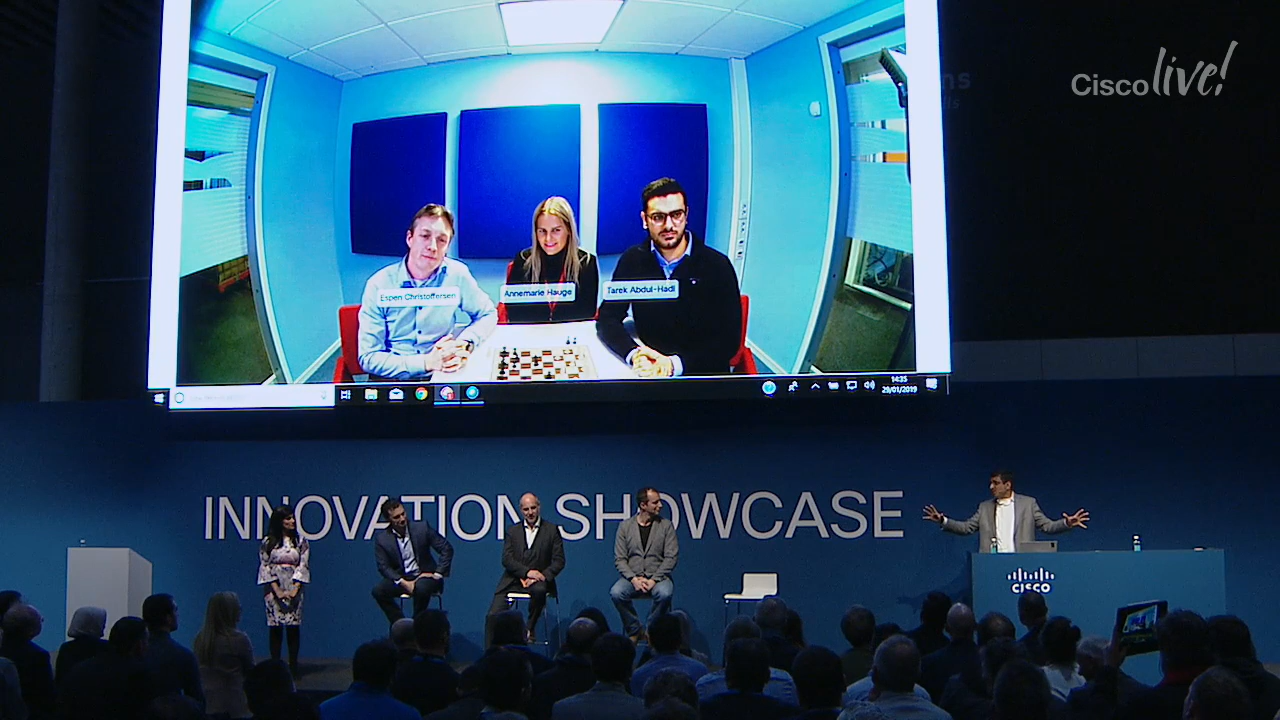 Cisco live!
Espen Christoffersen
Annemarie Hauge
Tarek Abdul-Hadi
14:35
29/01/2019
INNOVATION SHOWCASE
CISCO